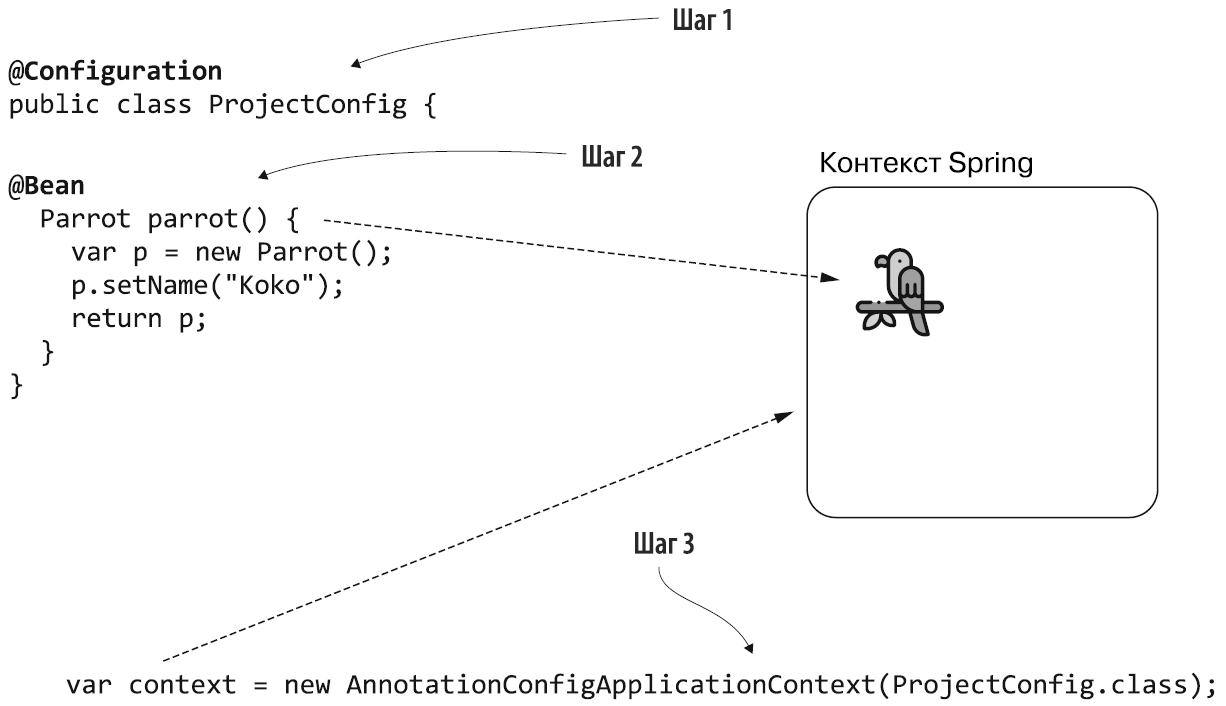 Шаг 1
@Configuration
public class ProjectConfig {
Шаг 2
@Bean
Parrot parrot() {
var p = new Parrot();
p.setName("Koko");
return p;
}
}
Контекст Spring
Шаг 3
var context = new AnnotationConfigApplicationContext(ProjectConfig.class);